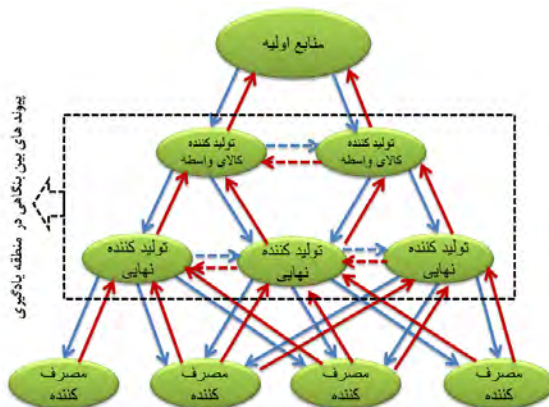 منابع اولیه
تولید کننده
کالای واسطه
تولید کننده
کالای واسطه
تولید کننده
نهایی
تولید کننده
نهایی
تولید کننده
نهایی
مصرف
کننده
مصرف
کننده
مصرف
کننده
مصرف
کننده
پیوند های بین بنگاهی در منطقه یادگیری